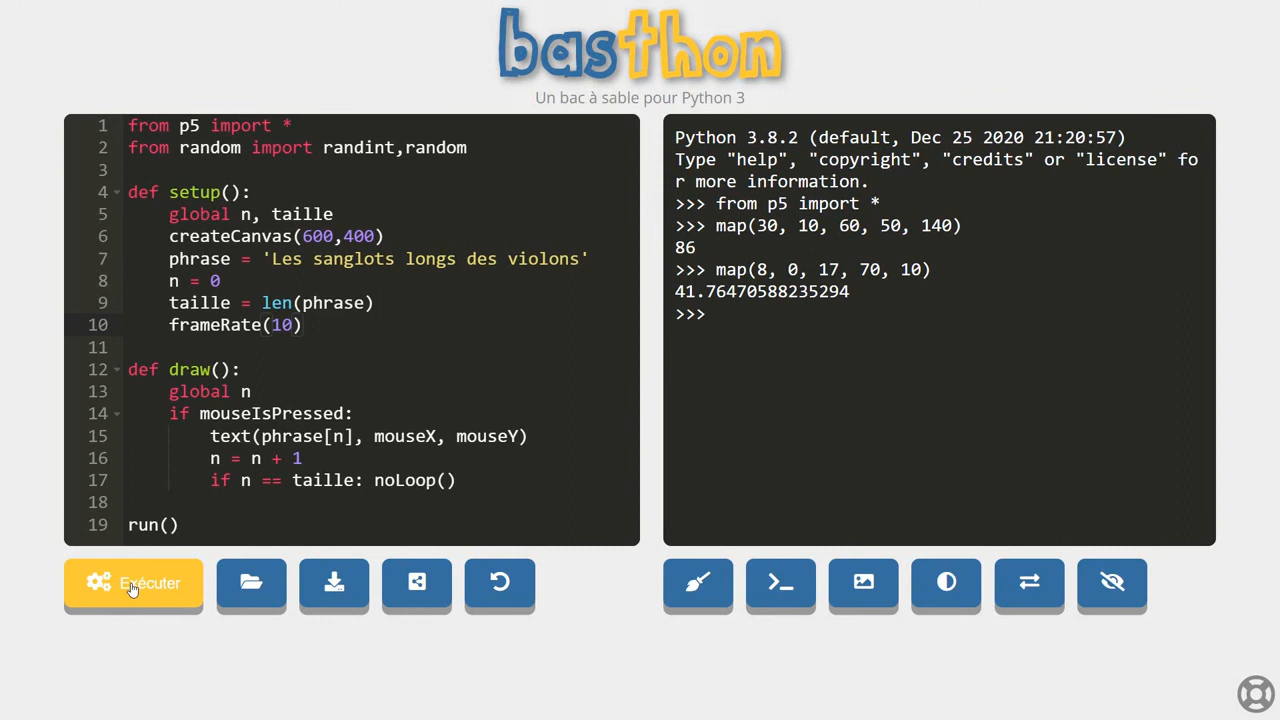 basthon
Un bac à sable pour Python 3
1 from p5 import *
2 from random import randint,random
3
4 def setup():
5     global n, taille
6     createCanvas(600,400)
7     phrase = 'Les sanglots longs des violons'
8     n = 0
9     taille = len(phrase)
10     frameRate(10)
11
12 def draw():
13     global n
14     if mouseIsPressed:
15         text(phrase[n], mouseX, mouseY)
16         n = n + 1
17         if n == taille: noLoop()
18
19 run()
Python 3.8.2 (default, Dec 25 2020 21:20:57)
Type "help", "copyright", "credits" or "license" fo
r more information.
>>> from p5 import *
>>> map(30, 10, 60, 50, 140)
86
>>> map(8, 0, 17, 70, 10)
41.76470588235294
>>>
Exécuter